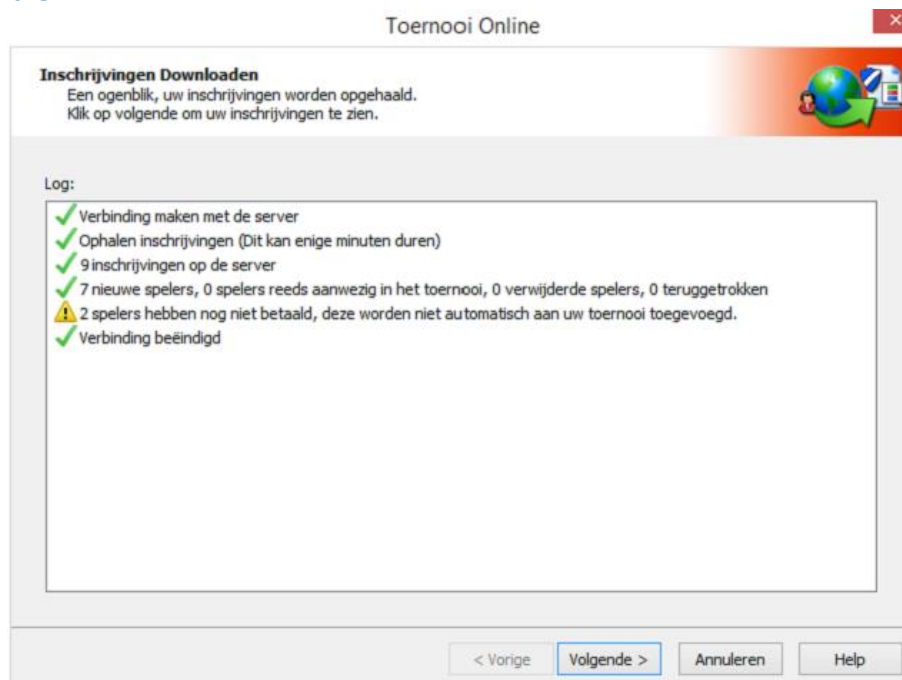 Toernooi Online
Inschrijvingen Downloaden
Een ogenblik, uw inschrijvingen worden opgehaald.
Klik op volgende om uw inschrijvingen te zien.
Log:
Verbinding maken met de server
Ophalen inschrijvingen (Dit kan enige minuten duren)
9 inschrijvingen op de server
7 nieuwe spelers, 0 spelers reeds aanwezig in het toernooi, 0 verwijderde spelers, 0 teruggetrokken
2 spelers hebben nog niet betaald, deze worden niet automatisch aan uw toernooi toegevoegd.
Verbinding beëindigd
< Vorige Volgende > Annuleren Help